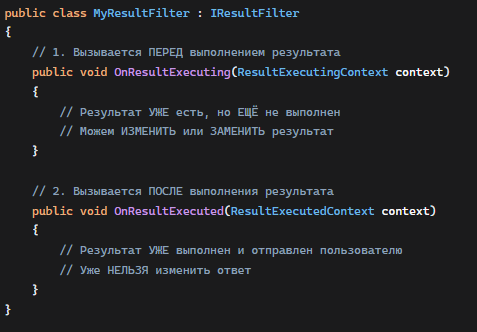 public class MyResultFilter : IResultFilter
{
    // 1. Вызывается ПЕРЕД выполнением результата
    public void OnResultExecuting(ResultExecutingContext context)
    {
        // Результат УЖЕ есть, но ЕЩЁ не выполнен
        // Можем ИЗМЕНИТЬ или ЗАМЕНИТЬ результат
    }

    // 2. Вызывается ПОСЛЕ выполнения результата
    public void OnResultExecuted(ResultExecutedContext context)
    {
        // Результат УЖЕ выполнен и отправлен пользователю
        // Уже НЕЛЬЗЯ изменить ответ
    }
}